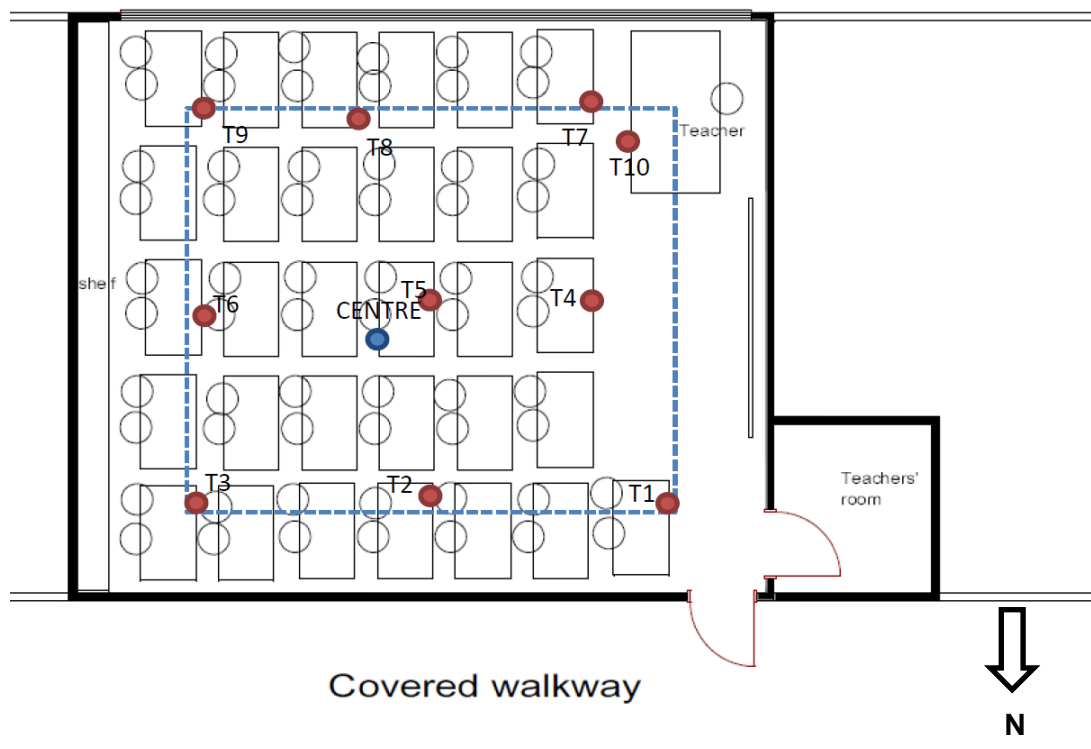 T9
T8
T7
Teacher
T10
shelf
T6
T5
CENTRE
T4
T3
T2
T1
Teachers'
room
Covered walkway
N